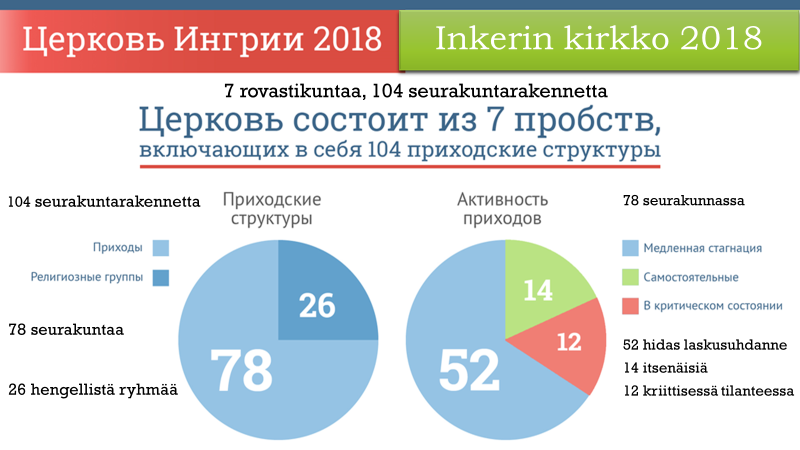 Церковь Ингрии 2018
Inkerin kirkko 2018
7 rovastikuntaa, 104 seurakuntarakennetta
Церковь состоит из 7 пробств,
включающих в себя 104 приходские структуры
104 seurakuntarakennetta
Приходские
структуры
Приходы
Религиозные группы
78 seurakuntaa
26 hengellistä ryhmää
26
78
Активность
приходов
14
12
52
78 seurakunnassa
Медленная стагнация
Самостоятельные
В критическом состоянии
52 hidas laskusuhdanne
14 itsenäisiä
12 kriittisessä tilanteessa